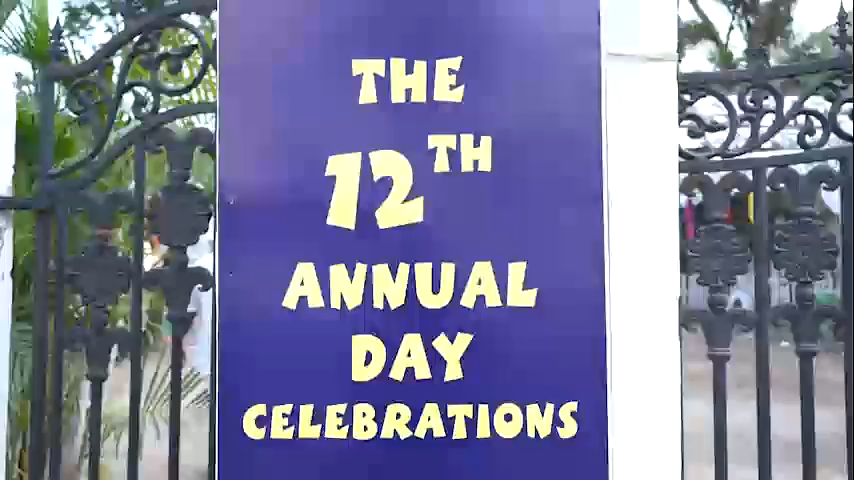 THE
12TH
ANNUAL
DAY
CELEBRATIONS